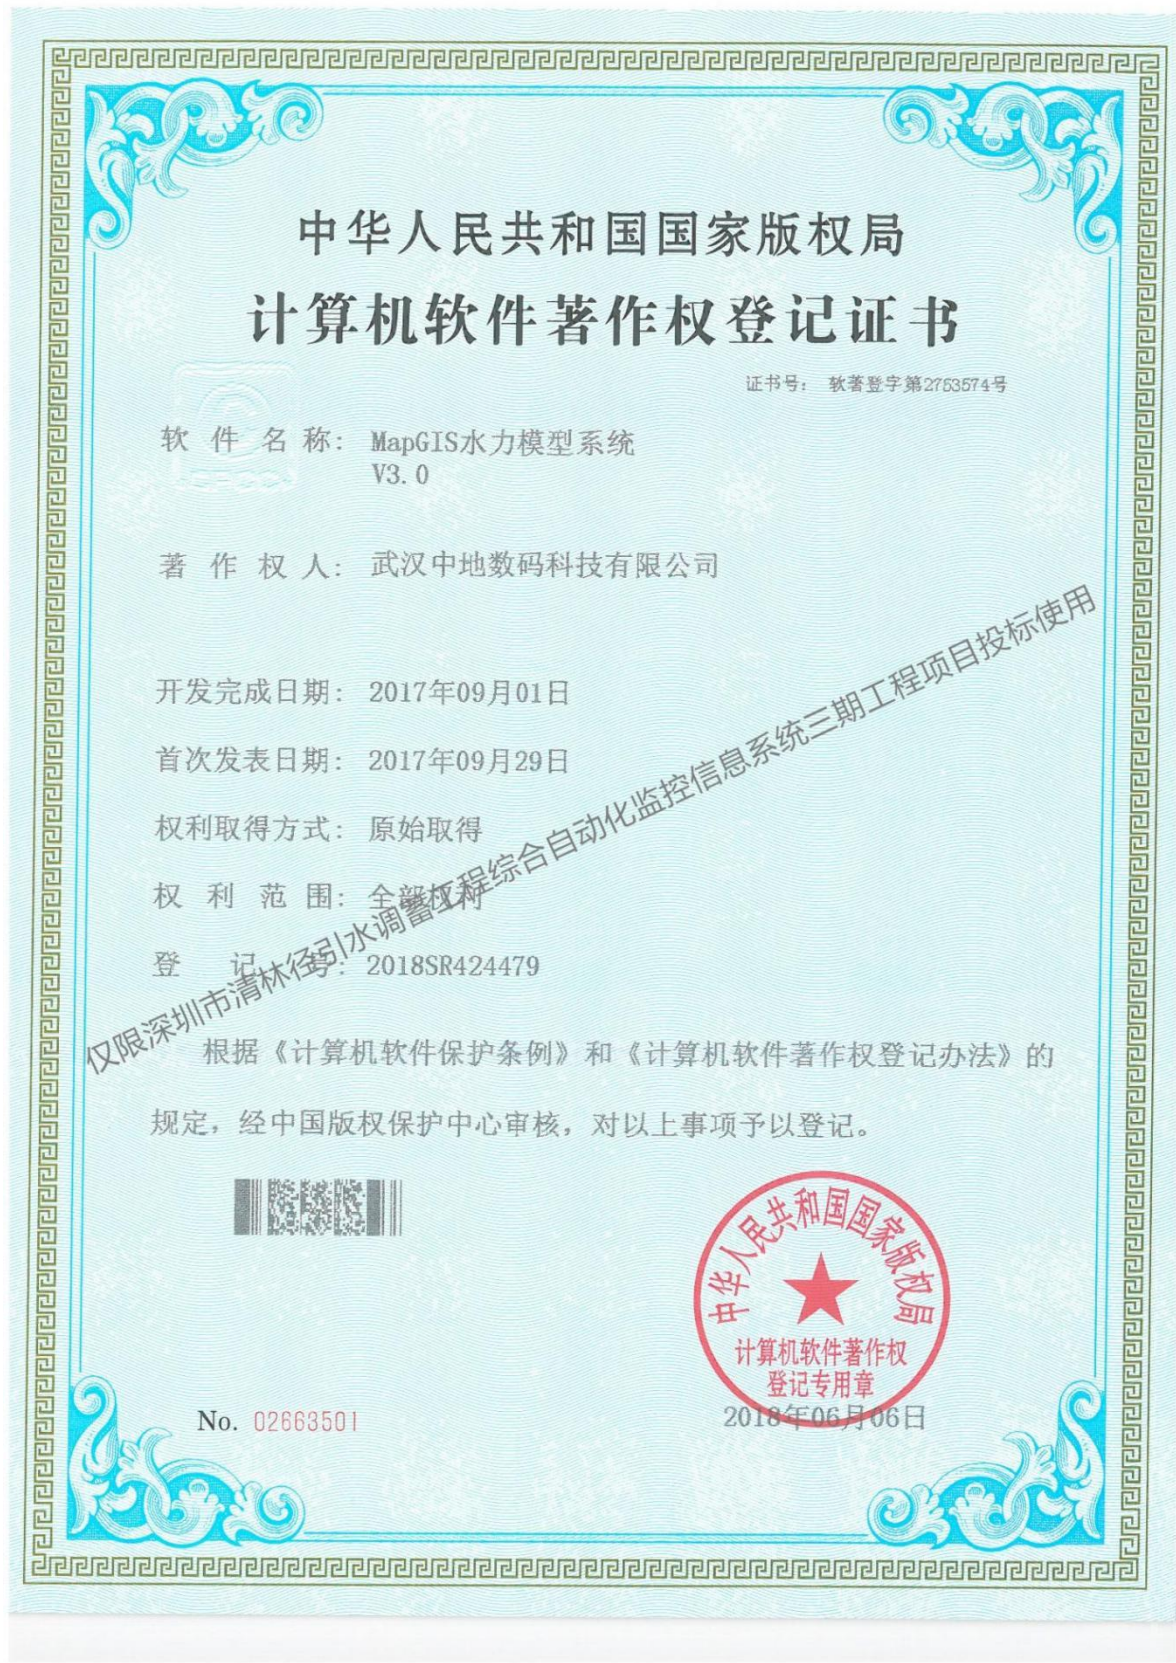 中华人民共和国国家版权局
计算机软件著作权登记证书
证书号： 软著登字第2753574号
软件名称： MapGIS水力模型系统
V3.0
著作权人： 武汉中地数码科技有限公司
开发完成日期： 2017年09月01日
首次发表日期： 2017年09月29日
权利取得方式： 原始取得
权利范围： 全部权利
登记号： 2018SR424479
根据《计算机软件保护条例》和《计算机软件著作权登记办法》的
规定，经中国版权保护中心审核，对以上事项予以登记。
仅限深圳市清林径引水调蓄工程综合自动化监控信息系统三期工程项目投标使用
中华人民共和国国家版权局
计算机软件著作权
登记专用章
2018年06月06日
No. 02663501